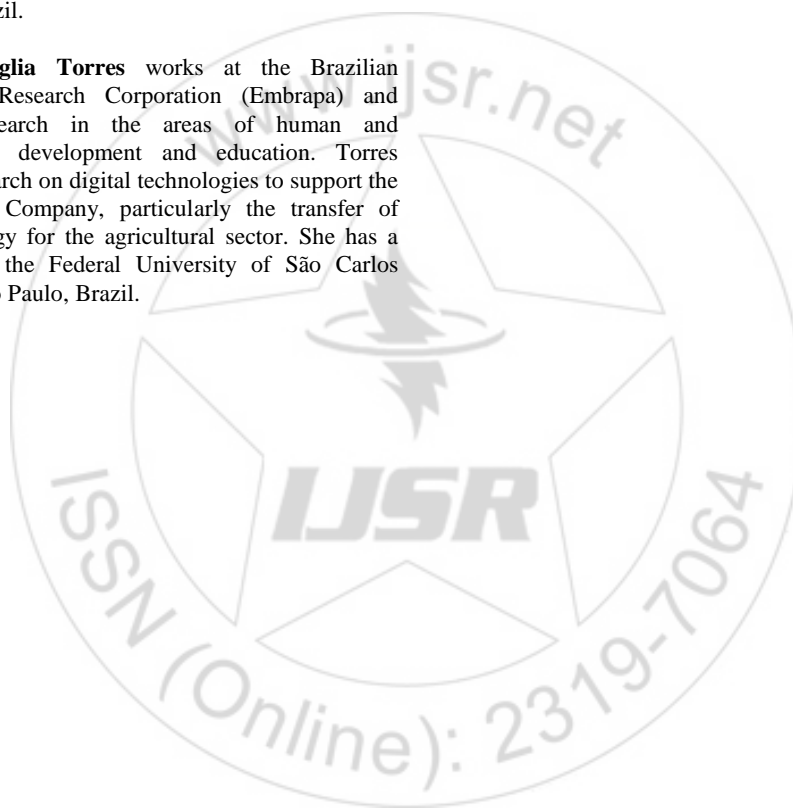 zil.
glia Torres works at the Brazilian
Research Corporation (Embrapa) and
earch in the areas of human and
development and education. Torres
arch on digital technologies to support the
Company, particularly the transfer of
gy for the agricultural sector. She has a
the Federal University of São Carlos
o Paulo, Brazil.
www.ijsr.net
IJSR
ISSN (Online): 2319-7064